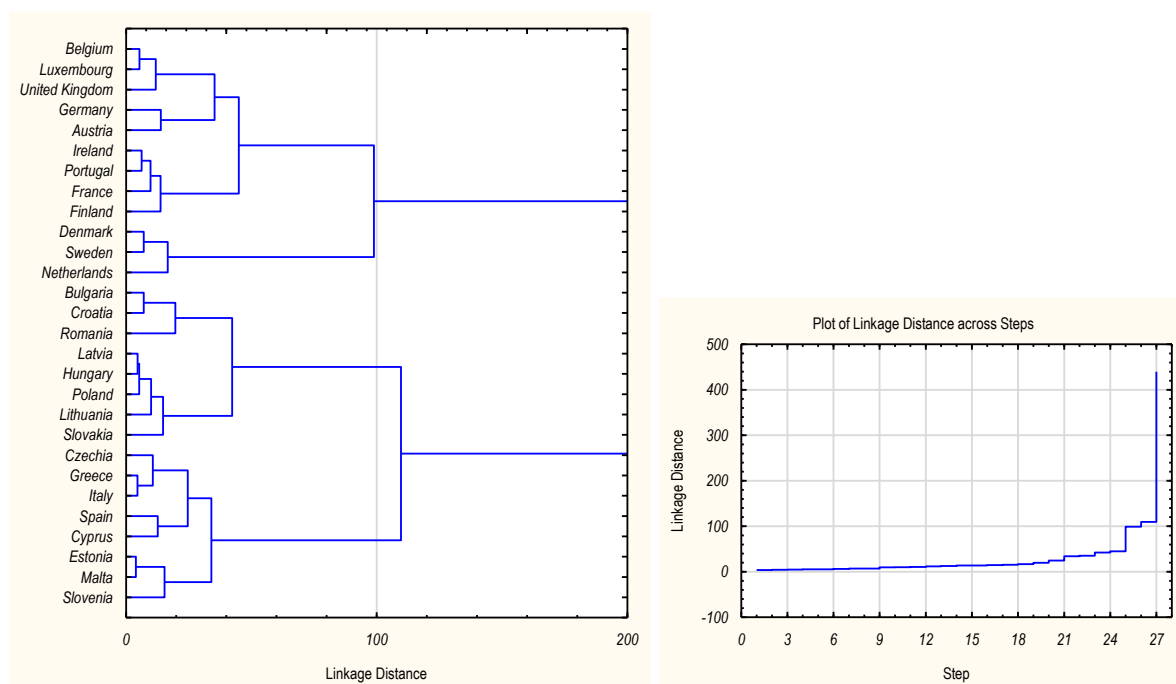 Belgium
Luxembourg
United Kingdom
Germany
Austria
Ireland
Portugal
France
Finland
Denmark
Sweden
Netherlands
Bulgaria
Croatia
Romania
Latvia
Hungary
Poland
Lithuania
Slovakia
Czechia
Greece
Italy
Spain
Cyprus
Estonia
Malta
Slovenia
0 100 200
Linkage Distance
Plot of Linkage Distance across Steps
500
400
300
200
100
0
-100
Linkage Distance
0 3 6 9 12 15 18 21 24 27
Step